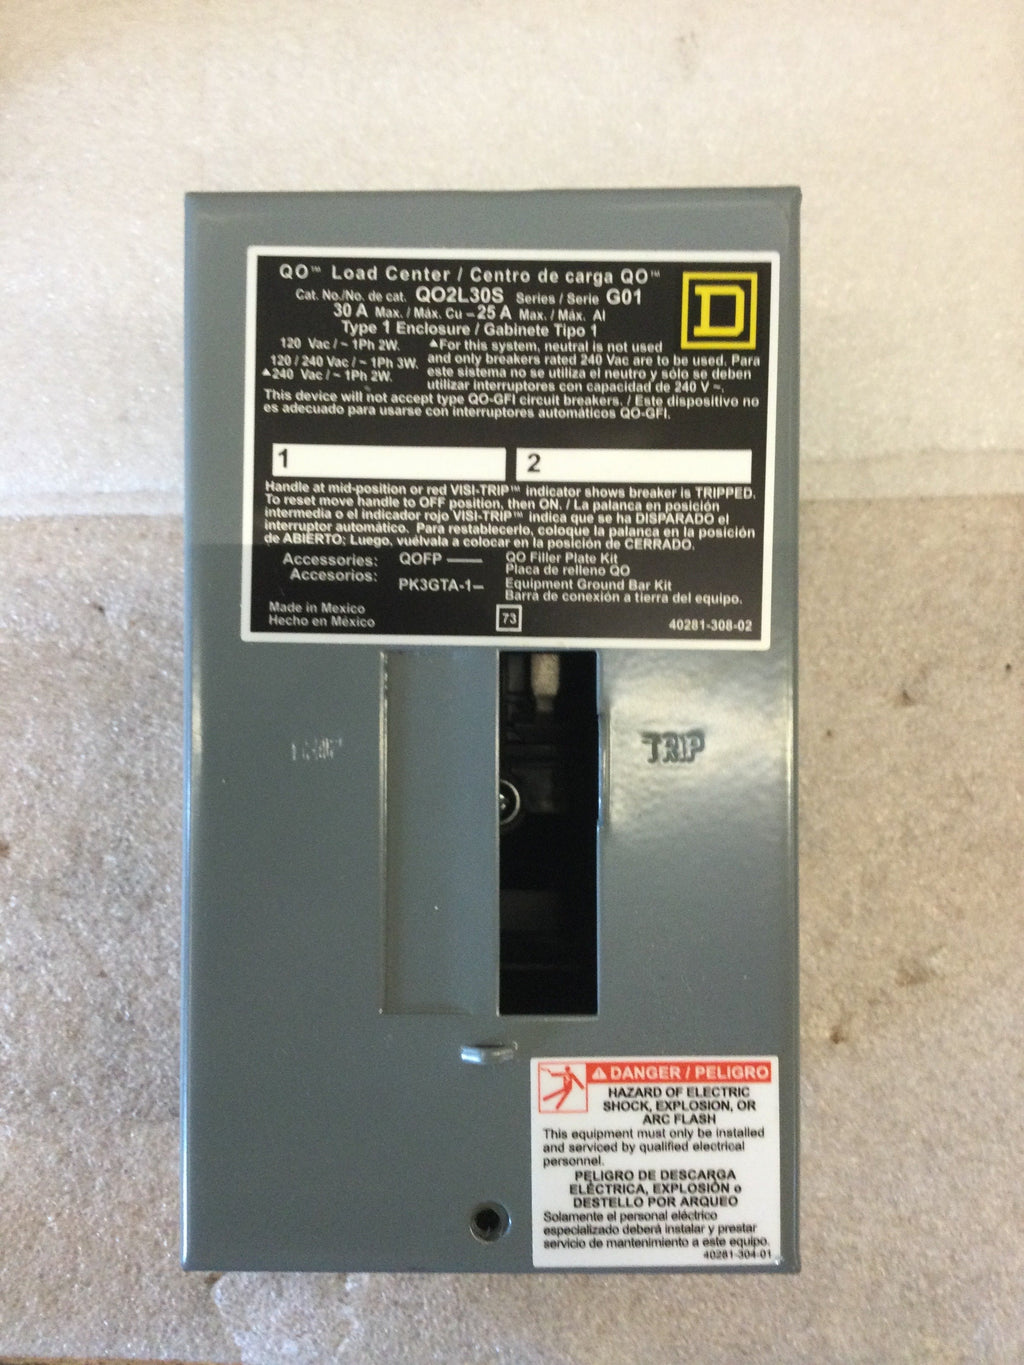 QO™ Load Center / Centro de carga QO™
Cat. No./No. de cat. QO2L30S Series / Serie G01
30 A Max. / Máx. Cu – 25 A Max. / Máx. Al
Type 1 Enclosure / Gabinete Tipo 1
D
120 Vac / ~ 1Ph 2W.
120 / 240 Vac / ~ 1Ph 3W.
▲240 Vac / ~ 1Ph 2W.
▲For this system, neutral is not used
and only breakers rated 240 Vac are to be used. Para
este sistema no se utiliza el neutro y sólo se deben
utilizar interruptores con capacidad de 240 V ~.
This device will not accept type QO-GFI circuit breakers. / Este dispositivo no
es adecuado para usarse con interruptores automáticos QO-GFI.
1 2
Handle at mid-position or red VISI-TRIP™ indicator shows breaker is TRIPPED.
To reset move handle to OFF position, then ON. / La palanca en posición
intermedia o el indicador rojo VISI-TRIP™ indica que se ha DISPARADO el
interruptor automático. Para restablecerlo, coloque la palanca en la posición
de ABIERTO; Luego, vuélvala a colocar en la posición de CERRADO.
Accessories: QOFP —— QO Filler Plate Kit
Accesorios: Placa de relleno QO
PK3GTA-1– Equipment Ground Bar Kit
Barra de conexión a tierra del equipo.
Made in Mexico
Hecho en México
73
40281-308-02
TRIP TRIP
DANGER / PELIGRO
HAZARD OF ELECTRIC
SHOCK, EXPLOSION, OR
ARC FLASH
This equipment must only be installed
and serviced by qualified electrical
personnel.
PELIGRO DE DESCARGA
ELÉCTRICA, EXPLOSIÓN o
DESTELLO POR ARQUEO
Solamente el personal eléctrico
especializado deberá instalar y prestar
servicio de mantenimiento a este equipo.
40281-304-01